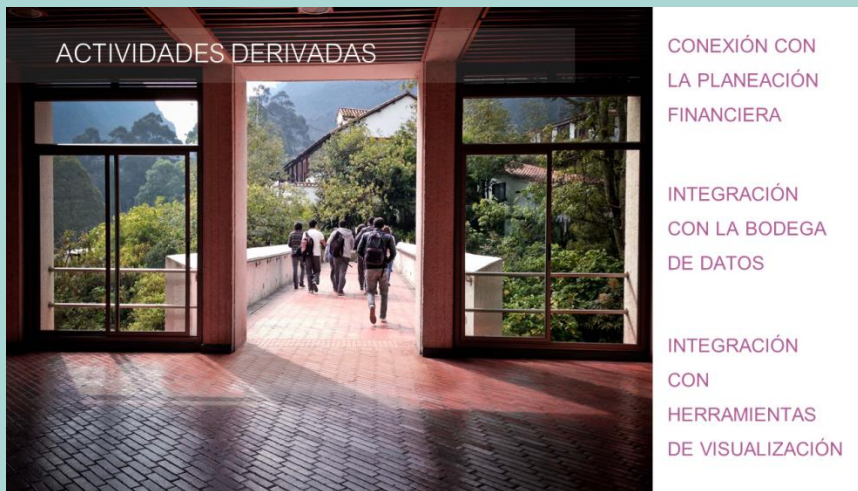 ACTIVIDADES DERIVADAS
CONEXIÓN CON
LA PLANEACIÓN
FINANCIERA
INTEGRACIÓN
CON LA BODEGA
DE DATOS
INTEGRACIÓN
CON
HERRAMIENTAS
DE VISUALIZACIÓN